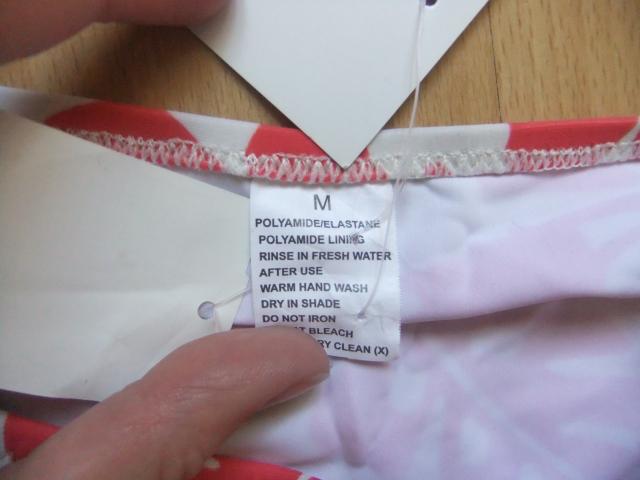 M
POLYAMIDE/ELASTANE
POLYAMIDE LINING
RINSE IN FRESH WATER
AFTER USE
WARM HAND WASH
DRY IN SHADE
DO NOT IRON
BLEACH
CLEAN (X)